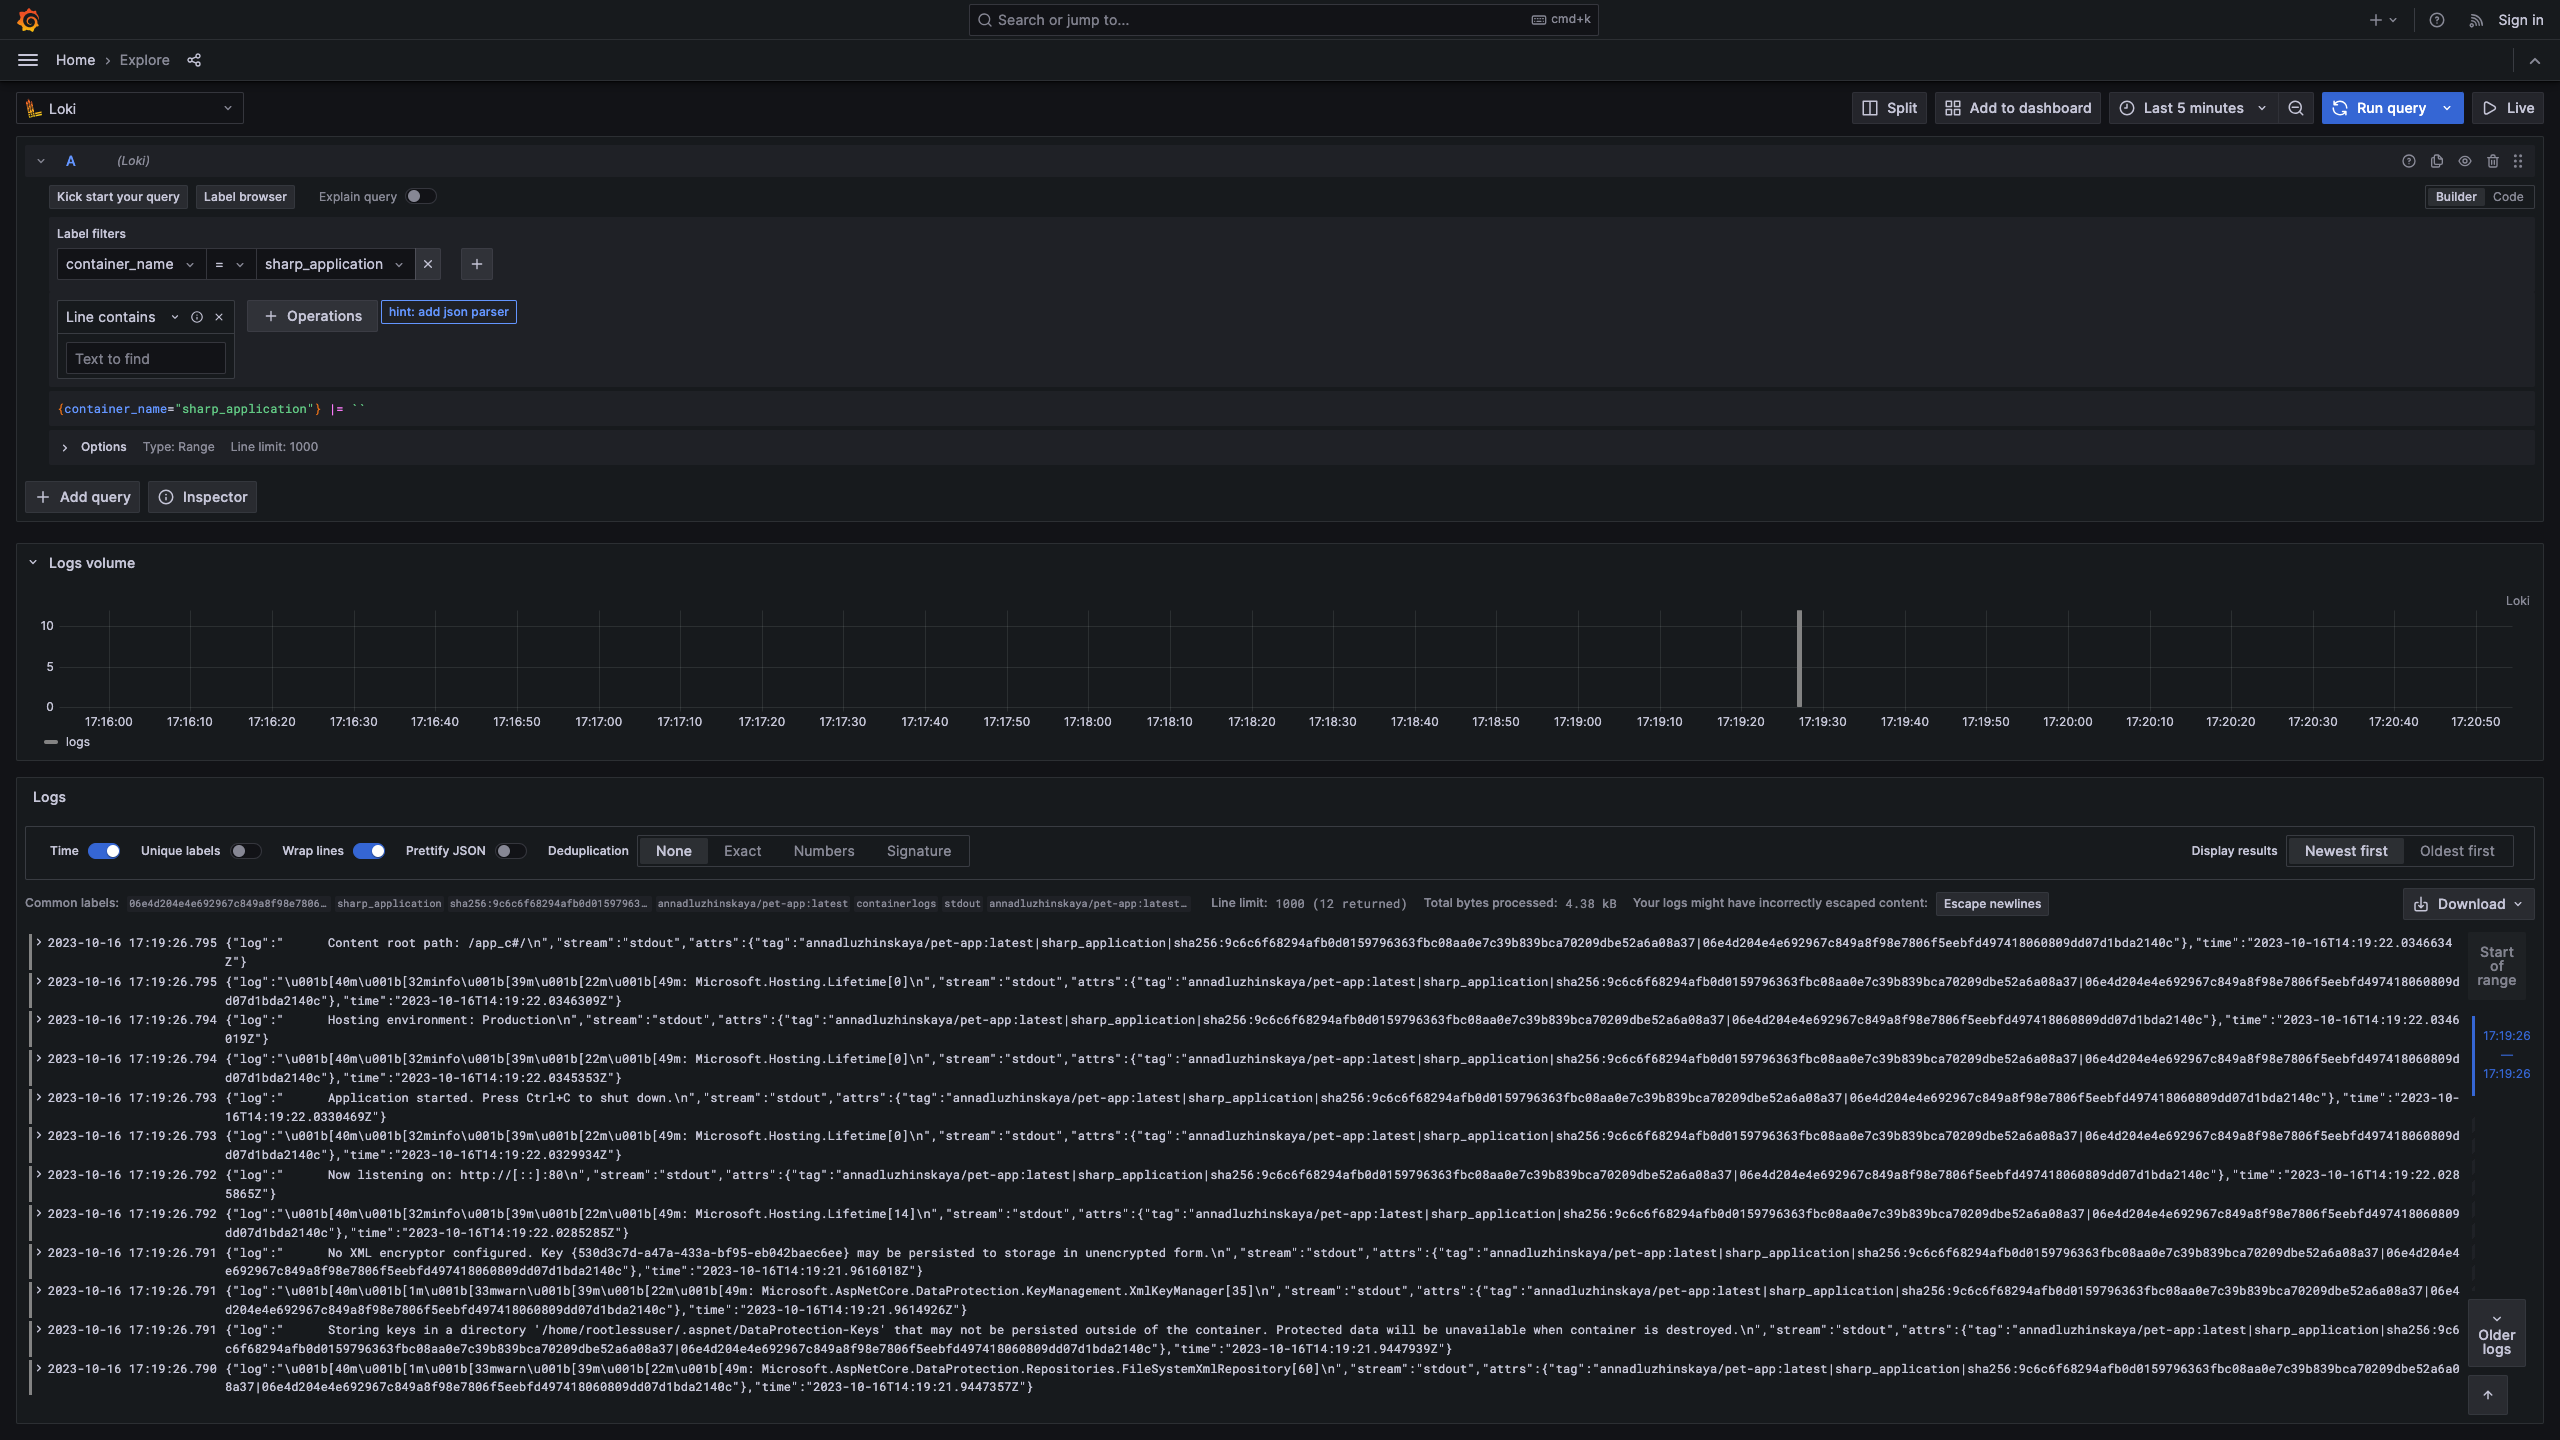 Search or jump to... cmd+k Sign in
Home › Explore
Loki Split Add to dashboard Last 5 minutes Run query Live
A (Loki)
Kick start your query Label browser Explain query Builder Code
Label filters
container_name = sharp_application
Line contains Operations hint: add json parser
Text to find
{container_name="sharp_application"} |= ``
Options Type: Range Line limit: 1000
Add query Inspector
Logs volume
Loki
10
5
0
17:16:00 17:16:10 17:16:20 17:16:30 17:16:40 17:16:50 17:17:00 17:17:10 17:17:20 17:17:30 17:17:40 17:17:50 17:18:00 17:18:10 17:18:20 17:18:30 17:18:40 17:18:50 17:19:00 17:19:10 17:19:20 17:19:30 17:19:40 17:19:50 17:20:00 17:20:10 17:20:20 17:20:30 17:20:40 17:20:50
logs
Logs
Time Unique labels Wrap lines Prettify JSON Deduplication None Exact Numbers Signature Display results Newest first Oldest first
Common labels: 06e4d204e4e692967c849a8f98e7806… sharp_application sha256:9c6c6f68294afb0d01597963… annadluzhinskaya/pet-app:latest containerlogs stdout annadluzhinskaya/pet-app:latest… Line limit: 1000 (12 returned) Total bytes processed: 4.38 kB Your logs might have incorrectly escaped content: Escape newlines Download
2023-10-16 17:19:26.795 {"log":"      Content root path: /app_c#/\n","stream":"stdout","attrs":{"tag":"annadluzhinskaya/pet-app:latest|sharp_application|sha256:9c6c6f68294afb0d0159796363fbc08aa0e7c39b839bca70209dbe52a6a08a37|06e4d204e4e692967c849a8f98e7806f5eebfd497418060809dd07d1bda2140c"},"time":"2023-10-16T14:19:22.0346634
Z"}
2023-10-16 17:19:26.795 {"log":"\u001b[40m\u001b[32minfo\u001b[39m\u001b[22m\u001b[49m: Microsoft.Hosting.Lifetime[0]\n","stream":"stdout","attrs":{"tag":"annadluzhinskaya/pet-app:latest|sharp_application|sha256:9c6c6f68294afb0d0159796363fbc08aa0e7c39b839bca70209dbe52a6a08a37|06e4d204e4e692967c849a8f98e7806f5eebfd497418060809d
d07d1bda2140c"},"time":"2023-10-16T14:19:22.0346309Z"}
2023-10-16 17:19:26.794 {"log":"      Hosting environment: Production\n","stream":"stdout","attrs":{"tag":"annadluzhinskaya/pet-app:latest|sharp_application|sha256:9c6c6f68294afb0d0159796363fbc08aa0e7c39b839bca70209dbe52a6a08a37|06e4d204e4e692967c849a8f98e7806f5eebfd497418060809dd07d1bda2140c"},"time":"2023-10-16T14:19:22.0346
019Z"}
2023-10-16 17:19:26.794 {"log":"\u001b[40m\u001b[32minfo\u001b[39m\u001b[22m\u001b[49m: Microsoft.Hosting.Lifetime[0]\n","stream":"stdout","attrs":{"tag":"annadluzhinskaya/pet-app:latest|sharp_application|sha256:9c6c6f68294afb0d0159796363fbc08aa0e7c39b839bca70209dbe52a6a08a37|06e4d204e4e692967c849a8f98e7806f5eebfd497418060809d
d07d1bda2140c"},"time":"2023-10-16T14:19:22.0345353Z"}
2023-10-16 17:19:26.793 {"log":"      Application started. Press Ctrl+C to shut down.\n","stream":"stdout","attrs":{"tag":"annadluzhinskaya/pet-app:latest|sharp_application|sha256:9c6c6f68294afb0d0159796363fbc08aa0e7c39b839bca70209dbe52a6a08a37|06e4d204e4e692967c849a8f98e7806f5eebfd497418060809dd07d1bda2140c"},"time":"2023-10-
16T14:19:22.0330469Z"}
2023-10-16 17:19:26.793 {"log":"\u001b[40m\u001b[32minfo\u001b[39m\u001b[22m\u001b[49m: Microsoft.Hosting.Lifetime[0]\n","stream":"stdout","attrs":{"tag":"annadluzhinskaya/pet-app:latest|sharp_application|sha256:9c6c6f68294afb0d0159796363fbc08aa0e7c39b839bca70209dbe52a6a08a37|06e4d204e4e692967c849a8f98e7806f5eebfd497418060809d
d07d1bda2140c"},"time":"2023-10-16T14:19:22.0329934Z"}
2023-10-16 17:19:26.792 {"log":"      Now listening on: http://[::]:80\n","stream":"stdout","attrs":{"tag":"annadluzhinskaya/pet-app:latest|sharp_application|sha256:9c6c6f68294afb0d0159796363fbc08aa0e7c39b839bca70209dbe52a6a08a37|06e4d204e4e692967c849a8f98e7806f5eebfd497418060809dd07d1bda2140c"},"time":"2023-10-16T14:19:22.028
5865Z"}
2023-10-16 17:19:26.792 {"log":"\u001b[40m\u001b[32minfo\u001b[39m\u001b[22m\u001b[49m: Microsoft.Hosting.Lifetime[14]\n","stream":"stdout","attrs":{"tag":"annadluzhinskaya/pet-app:latest|sharp_application|sha256:9c6c6f68294afb0d0159796363fbc08aa0e7c39b839bca70209dbe52a6a08a37|06e4d204e4e692967c849a8f98e7806f5eebfd497418060809
dd07d1bda2140c"},"time":"2023-10-16T14:19:22.0285285Z"}
2023-10-16 17:19:26.791 {"log":"      No XML encryptor configured. Key {530d3c7d-a47a-433a-bf95-eb042baec6ee} may be persisted to storage in unencrypted form.\n","stream":"stdout","attrs":{"tag":"annadluzhinskaya/pet-app:latest|sharp_application|sha256:9c6c6f68294afb0d0159796363fbc08aa0e7c39b839bca70209dbe52a6a08a37|06e4d204e4
e692967c849a8f98e7806f5eebfd497418060809dd07d1bda2140c"},"time":"2023-10-16T14:19:21.9616018Z"}
2023-10-16 17:19:26.791 {"log":"\u001b[40m\u001b[1m\u001b[33mwarn\u001b[39m\u001b[22m\u001b[49m: Microsoft.AspNetCore.DataProtection.KeyManagement.XmlKeyManager[35]\n","stream":"stdout","attrs":{"tag":"annadluzhinskaya/pet-app:latest|sharp_application|sha256:9c6c6f68294afb0d0159796363fbc08aa0e7c39b839bca70209dbe52a6a08a37|06e4
d204e4e692967c849a8f98e7806f5eebfd497418060809dd07d1bda2140c"},"time":"2023-10-16T14:19:21.9614926Z"}
2023-10-16 17:19:26.791 {"log":"      Storing keys in a directory '/home/rootlessuser/.aspnet/DataProtection-Keys' that may not be persisted outside of the container. Protected data will be unavailable when container is destroyed.\n","stream":"stdout","attrs":{"tag":"annadluzhinskaya/pet-app:latest|sharp_application|sha256:9c6
c6f68294afb0d0159796363fbc08aa0e7c39b839bca70209dbe52a6a08a37|06e4d204e4e692967c849a8f98e7806f5eebfd497418060809dd07d1bda2140c"},"time":"2023-10-16T14:19:21.9447939Z"}
2023-10-16 17:19:26.790 {"log":"\u001b[40m\u001b[1m\u001b[33mwarn\u001b[39m\u001b[22m\u001b[49m: Microsoft.AspNetCore.DataProtection.Repositories.FileSystemXmlRepository[60]\n","stream":"stdout","attrs":{"tag":"annadluzhinskaya/pet-app:latest|sharp_application|sha256:9c6c6f68294afb0d0159796363fbc08aa0e7c39b839bca70209dbe52a6a0
8a37|06e4d204e4e692967c849a8f98e7806f5eebfd497418060809dd07d1bda2140c"},"time":"2023-10-16T14:19:21.9447357Z"}
Start
of
range
17:19:26
—
17:19:26
Older
logs